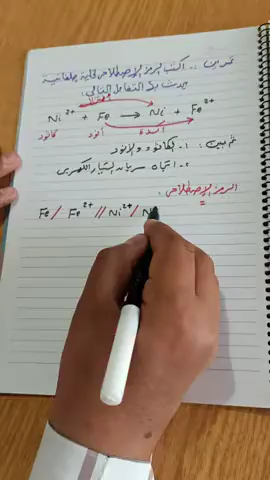 تمرين : اكتب الرمز الاصطلاحي لخلية جلفانية
يحدث بها التفاعل التالي :
اختزال
Ni²⁺ + Fe → Ni + Fe²⁺
كاثود أنود أكسدة
ثم بين : ١- الكاثود والأنود
٢- اتجاه سريان التيار الكهربي
الرمز الاصطلاحي :
Fe / Fe²⁺ // Ni²⁺ / N